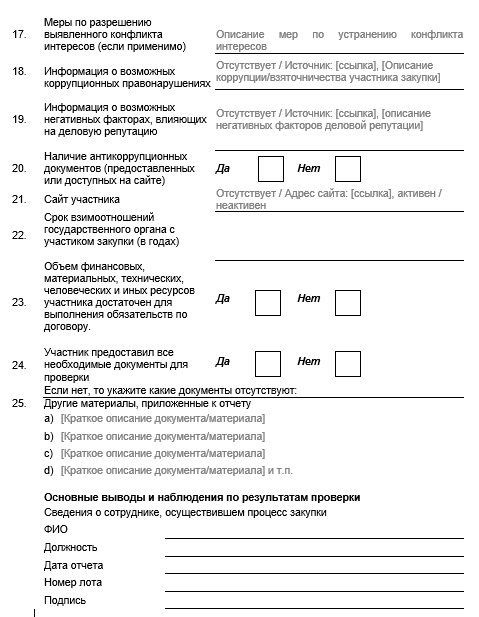 17. Меры по разрешению
выявленного конфликта
интересов (если применимо)
Описание мер по устранению конфликта
интересов
18. Информация о возможных
коррупционных правонарушениях
Отсутствует / Источник: [ссылка], [Описание
коррупции/взяточничества участника закупки]
19. Информация о возможных
негативных факторах, влияющих
на деловую репутацию
Отсутствует / Источник: [ссылка], [описание
негативных факторов деловой репутации]
20. Наличие антикоррупционных
документов (предоставленных
или доступных на сайте)
Да Нет
21. Сайт участника
Отсутствует / Адрес сайта: [ссылка], активен /
неактивен
22. Срок взимоотношений
государственного органа с
участиком закупки (в годах)
23. Объем финансовых,
материальных, технических,
человеческих и иных ресурсов
участника достаточен для
выполнения обязательств по
договору.
Да Нет
24. Участник предоставил все
необходимые документы для
проверки
Да Нет
Если нет, то укажите какие документы отсутствуют:
25. Другие материалы, приложенные к отчету
a) [Краткое описание документа/материала]
b) [Краткое описание документа/материала]
c) [Краткое описание документа/материала]
d) [Краткое описание документа/материала] и т.п.
Основные выводы и наблюдения по результатам проверки
Сведения о сотруднике, осуществившем процесс закупки
ФИО
Должность
Дата отчета
Номер лота
Подпись